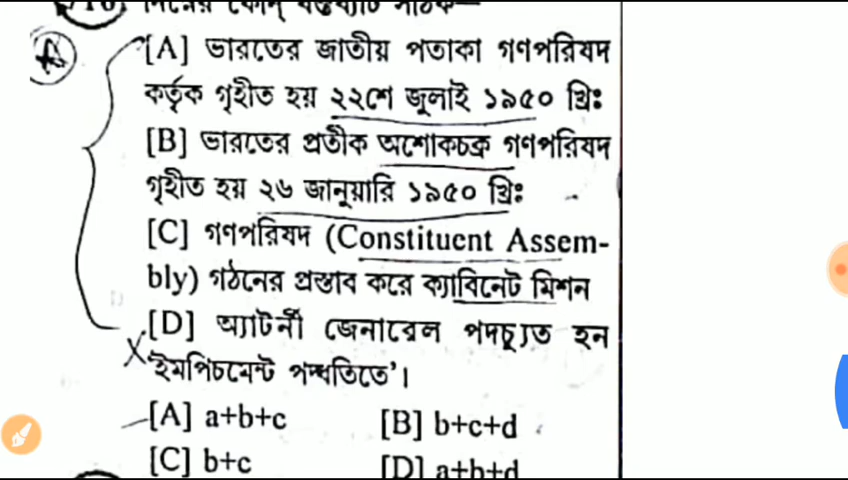 [A] ভারতের জাতীয় পতাকা গণপরিষদ
কর্তৃক গৃহীত হয় ২২শে জুলাই ১৯৫০ খ্রিঃ
[B] ভারতের প্রতীক অশোকচক্র গণপরিষদ
গৃহীত হয় ২৬ জানুয়ারি ১৯৫০ খ্রিঃ
[C] গণপরিষদ (Constituent Assem-
bly) গঠনের প্রস্তাব করে ক্যাবিনেট মিশন
[D] অ্যাটর্নী জেনারেল পদচ্যুত হন
'ইমপিচমেন্ট পদ্ধতিতে'।
[A] a+b+c [B] b+c+d
[C] b+c [D] a+b+d